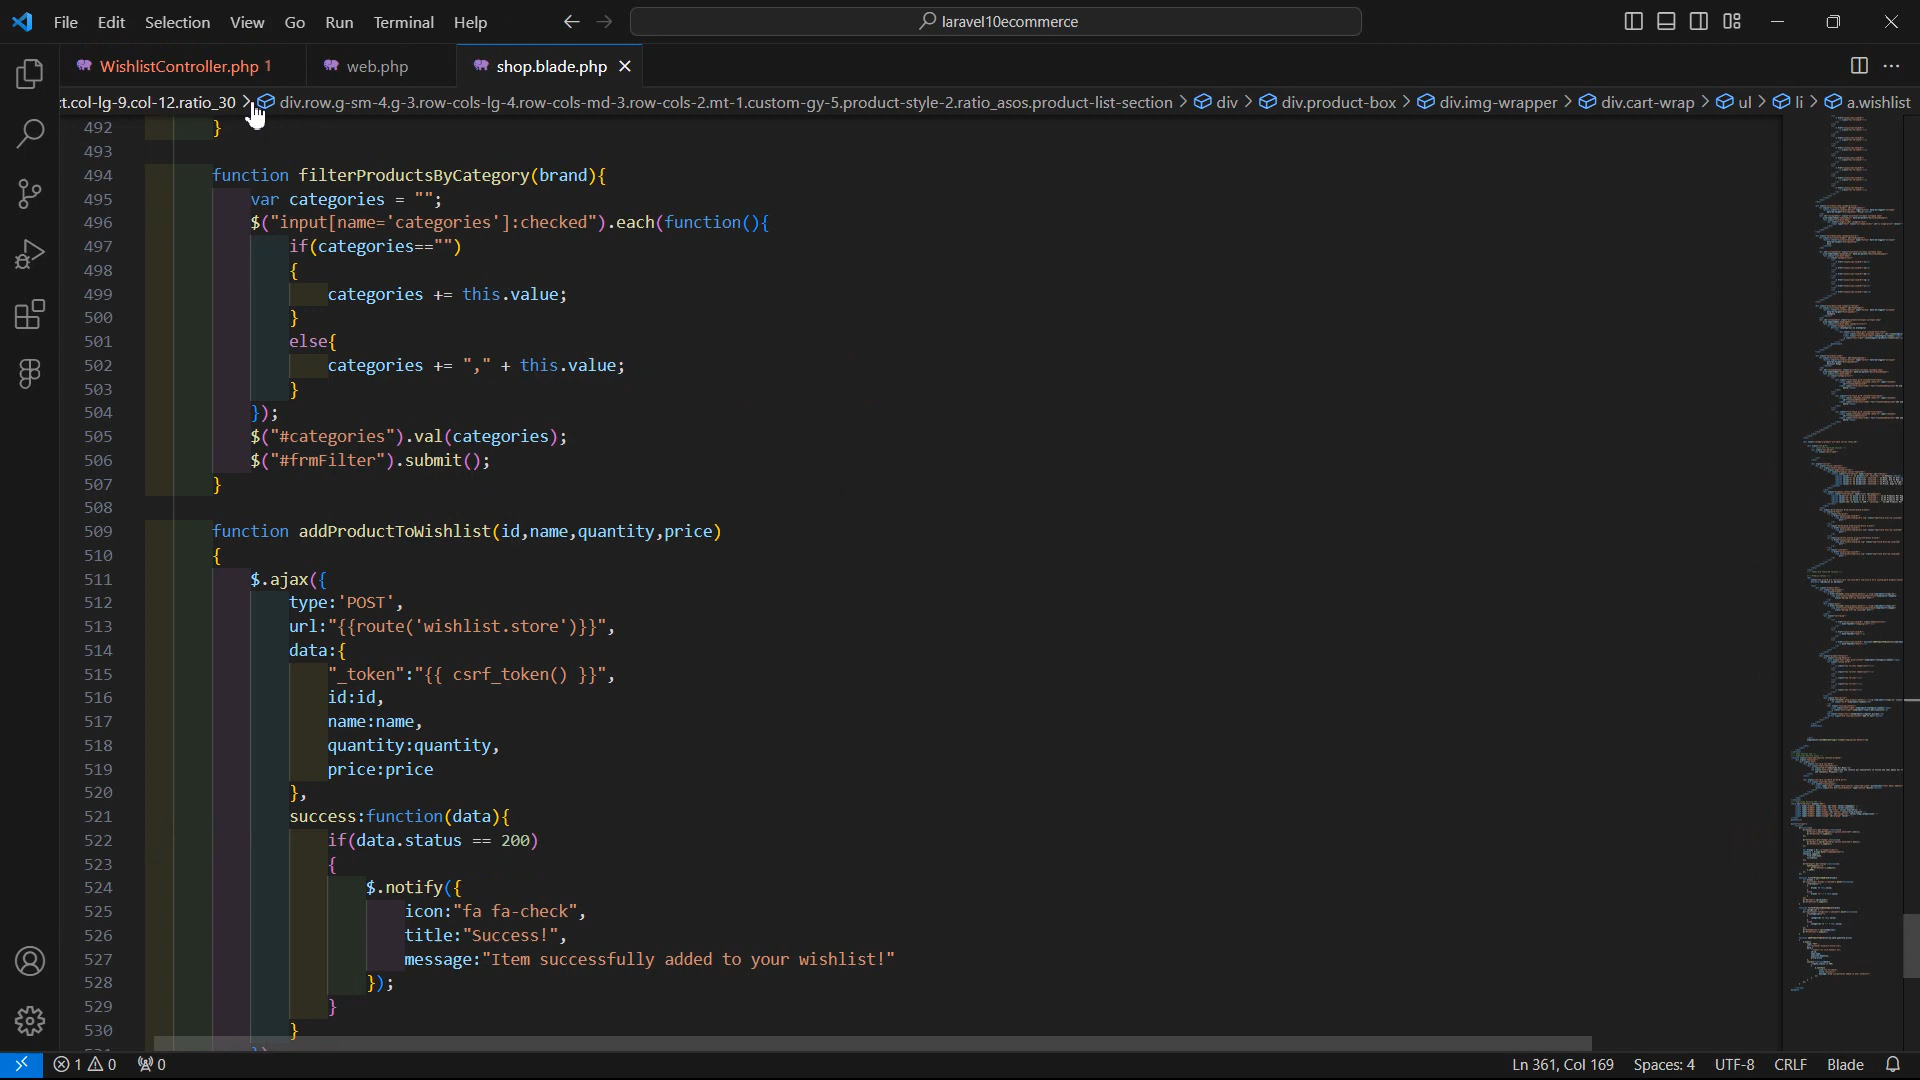 File Edit Selection View Go Run Terminal Help laravel10ecommerce
WishlistController.php 1 web.php shop.blade.php
t.col-lg-9.col-12.ratio_30 > div.row.g-sm-4.g-3.row-cols-lg-4.row-cols-md-3.row-cols-2.mt-1.custom-gy-5.product-style-2.ratio_asos.product-list-section > div > div.product-box > div.img-wrapper > div.cart-wrap > ul > li > a.wishlist
492 }
493
494 function filterProductsByCategory(brand){
495 var categories = "";
496 $("input[name='categories']:checked").each(function(){
497 if(categories=="")
498 {
499 categories += this.value;
500 }
501 else{
502 categories += "," + this.value;
503 }
504 });
505 $("#categories").val(categories);
506 $("#frmFilter").submit();
507 }
508
509 function addProductToWishlist(id,name,quantity,price)
510 {
511 $.ajax({
512 type:'POST',
513 url:"{{route('wishlist.store')}}",
514 data:{
515 "_token":"{{ csrf_token() }}",
516 id:id,
517 name:name,
518 quantity:quantity,
519 price:price
520 },
521 success:function(data){
522 if(data.status == 200)
523 {
524 $.notify({
525 icon:"fa fa-check",
526 title:"Success!",
527 message:"Item successfully added to your wishlist!"
528 });
529 }
530 }
1 0 0 Ln 361, Col 169 Spaces: 4 UTF-8 CRLF Blade